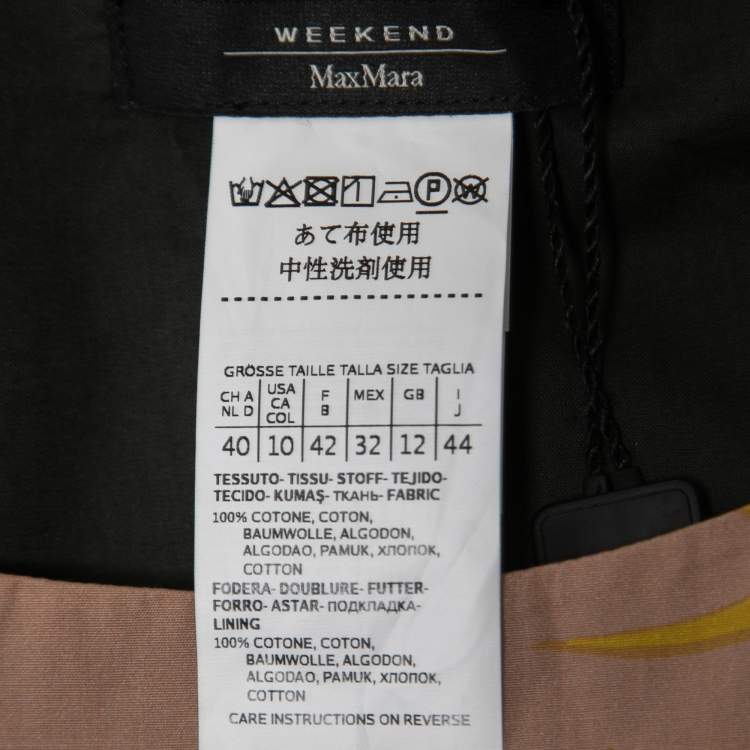 WEEKEND
MaxMara
P W
あて布使用
中性洗剤使用
GRÖSSE TAILLE TALLA SIZE TAGLIA
CH A NL D USA CA COL F B MEX GB I J
40 10 42 32 12 44
TESSUTO- TISSU- STOFF- TEJIDO-
TECIDO- KUMAŞ- ТКАНЬ- FABRIC
100% COTONE, COTON,
BAUMWOLLE, ALGODON,
ALGODAO, PAMUK, ХЛОПОК,
COTTON
FODERA- DOUBLURE- FUTTER-
FORRO- ASTAR- ПОДКЛАДКА-
LINING
100% COTONE, COTON,
BAUMWOLLE, ALGODON,
ALGODAO, PAMUK, ХЛОПОК,
COTTON
CARE INSTRUCTIONS ON REVERSE